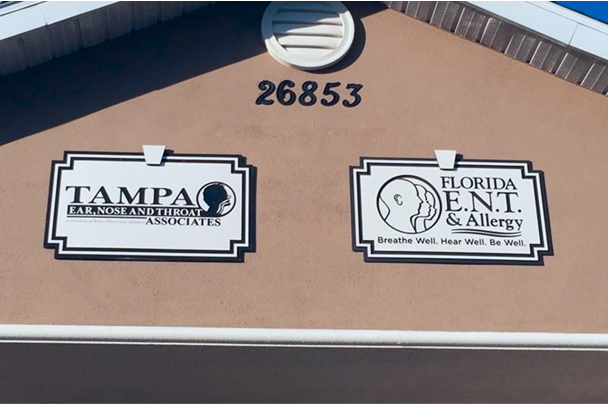 26853
TAMPA
EAR, NOSE AND THROAT
ASSOCIATES
FLORIDA
E.N.T.
& Allergy
Breathe Well. Hear Well. Be Well.